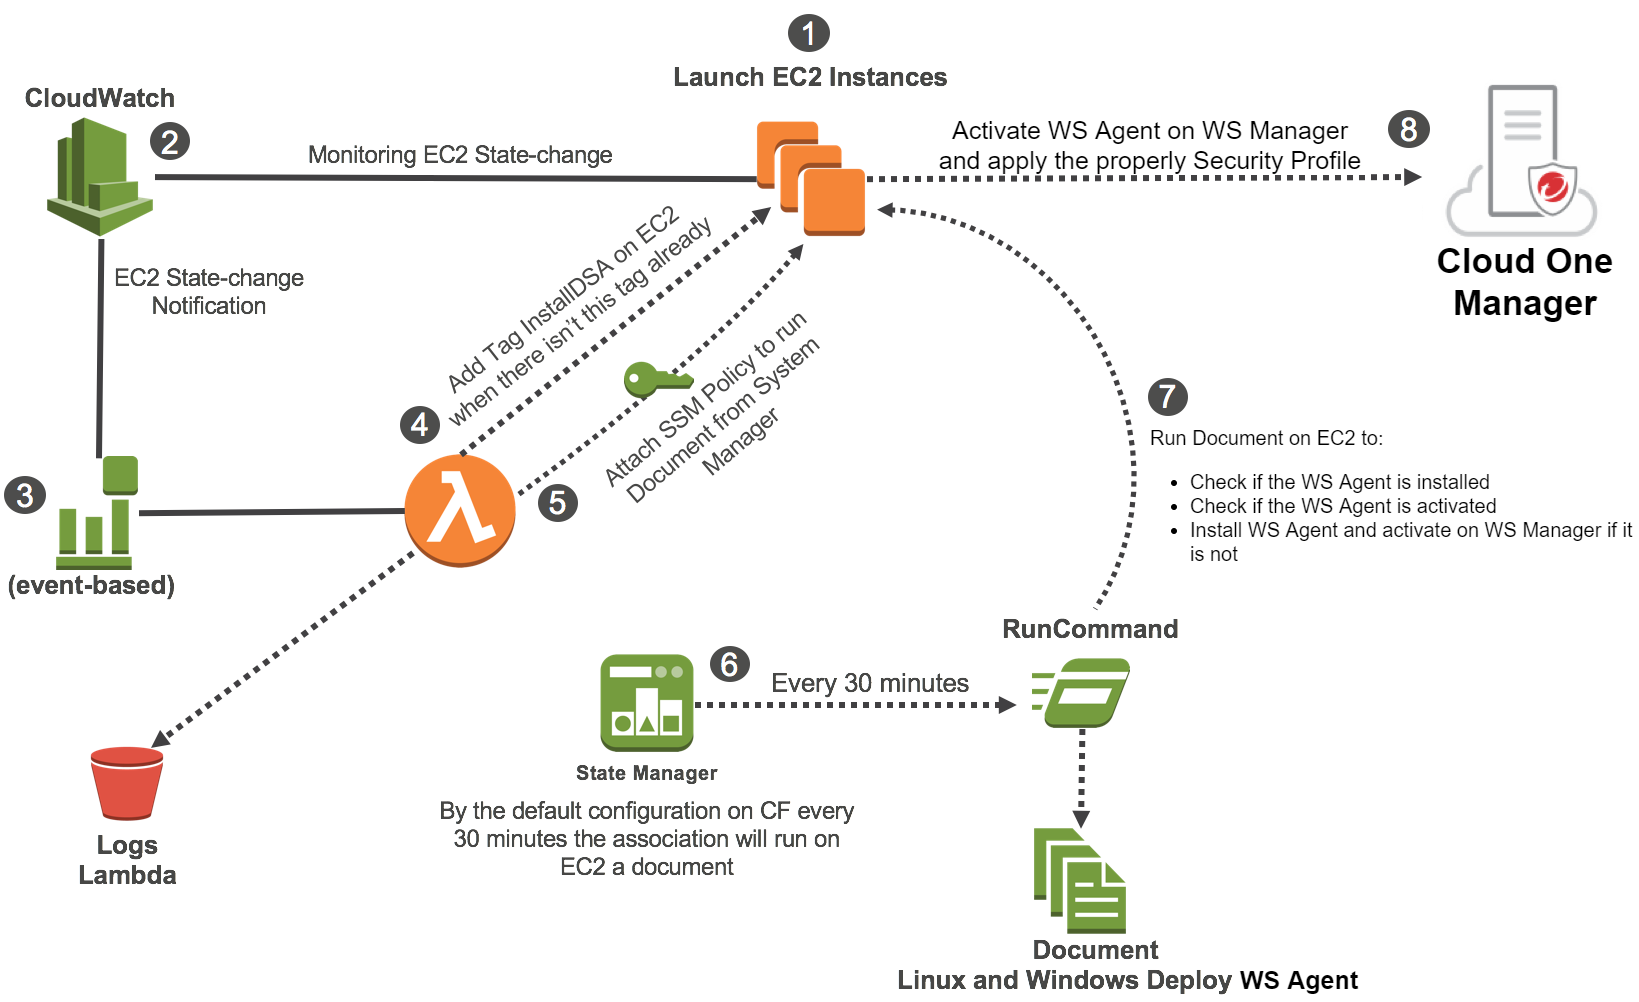 1
Launch EC2 Instances
CloudWatch
2
Monitoring EC2 State-change
Activate WS Agent on WS Manager
and apply the properly Security Profile
8
Cloud One
Manager
EC2 State-change
Notification
3
(event-based)
4
Add Tag InstallDSA on EC2
when there isn't this tag already
5
Attach SSM Policy to run
Document from System
Manager
7
Run Document on EC2 to:
• Check if the WS Agent is installed
• Check if the WS Agent is activated
• Install WS Agent and activate on WS Manager if it
is not
RunCommand
6
Every 30 minutes
State Manager
By the default configuration on CF every
30 minutes the association will run on
EC2 a document
Logs
Lambda
Document
Linux and Windows Deploy WS Agent